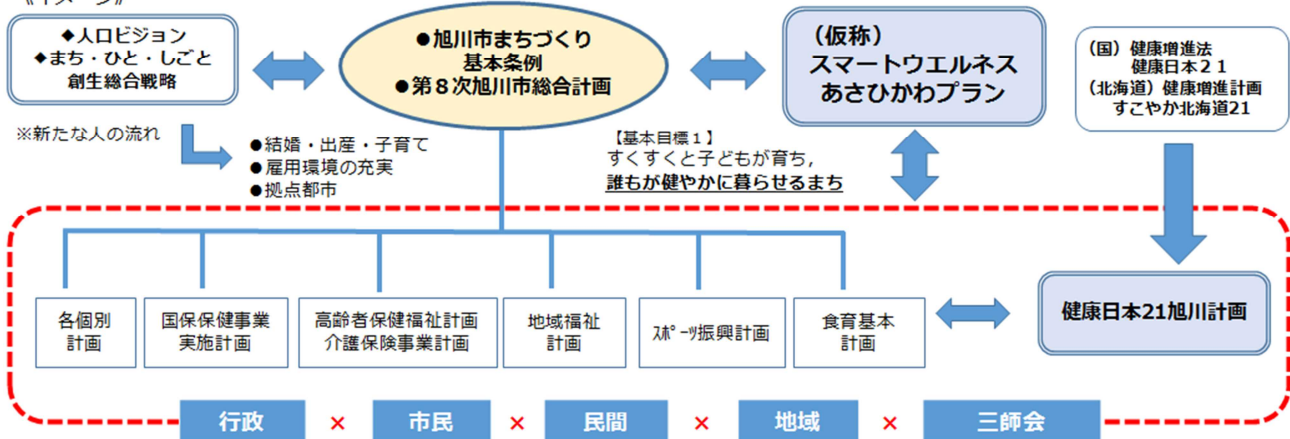 《イメージ》
◆人口ビジョン
◆まち・ひと・しごと
創生総合戦略
●旭川市まちづくり
基本条例
●第８次旭川市総合計画
（仮称）
スマートウエルネス
あさひかわプラン
（国）健康増進法
健康日本２１
（北海道）健康増進計画
すこやか北海道21
※新たな人の流れ
●結婚・出産・子育て
●雇用環境の充実
●拠点都市
【基本目標１】
すくすくと子どもが育ち，
誰もが健やかに暮らせるまち
各個別
計画
国保保健事業
実施計画
高齢者保健福祉計画
介護保険事業計画
地域福祉
計画
ｽﾎﾟｰﾂ振興計画
食育基本
計画
健康日本21旭川計画
行政 × 市民 × 民間 × 地域 × 三師会